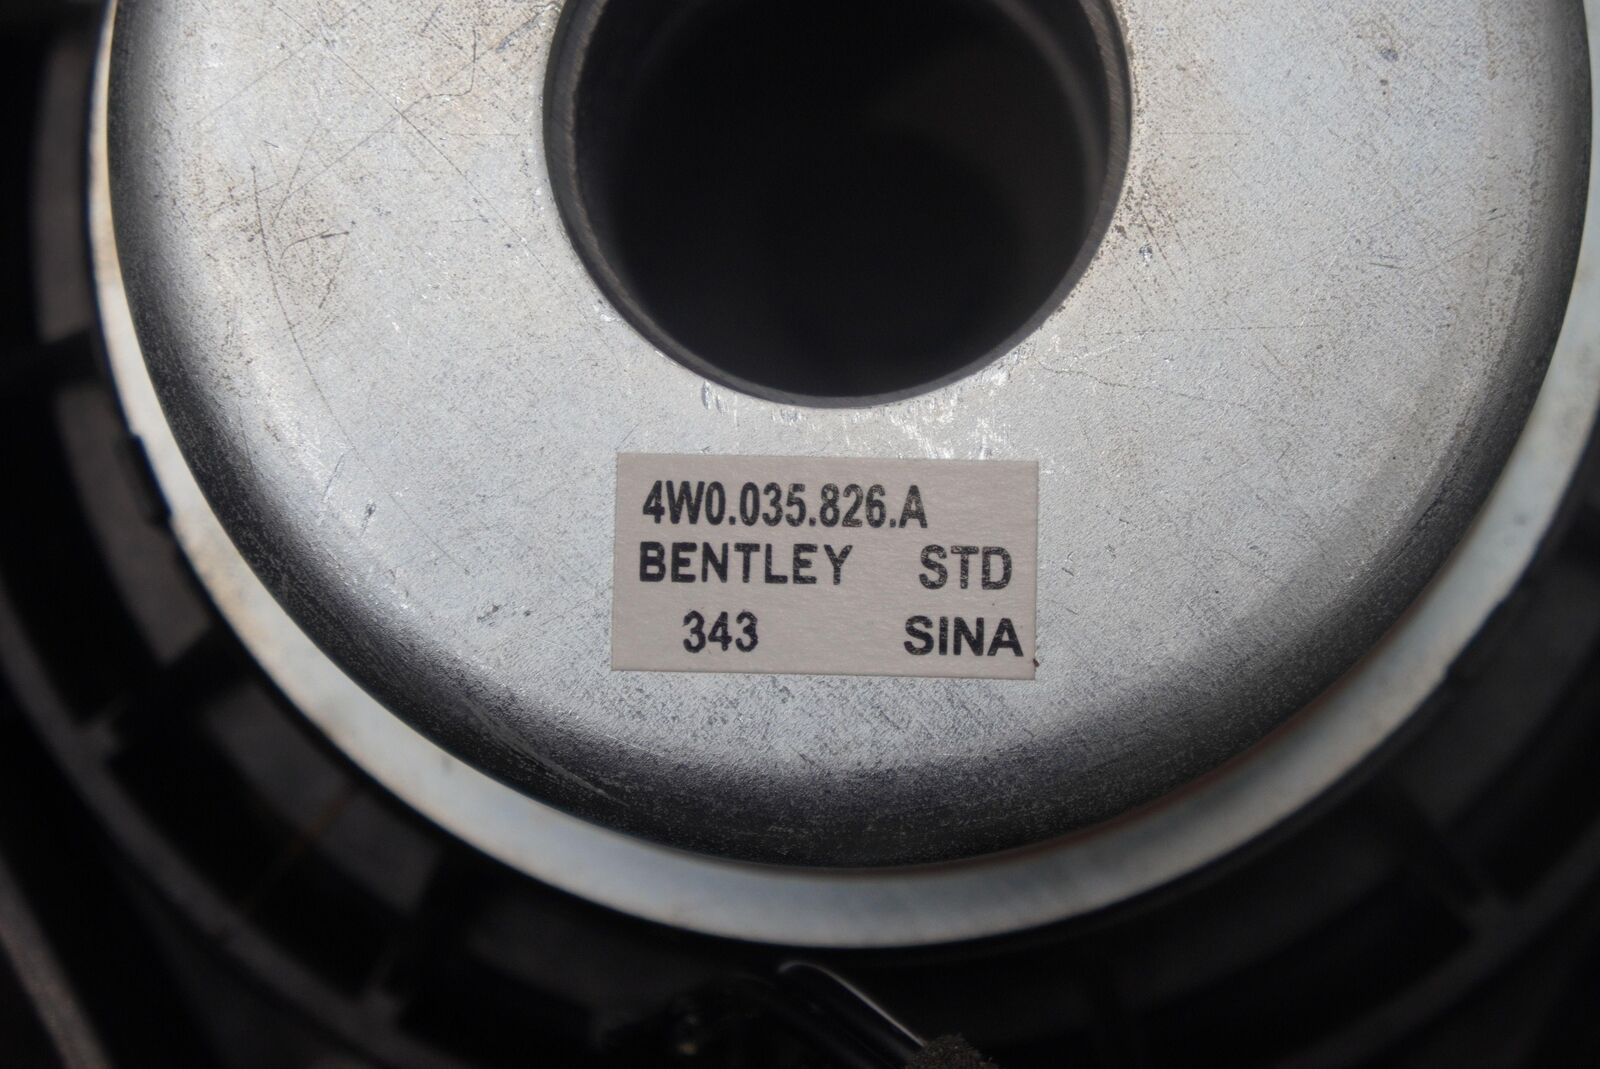 4W0.035.826.A
BENTLEY STD
343 SINA